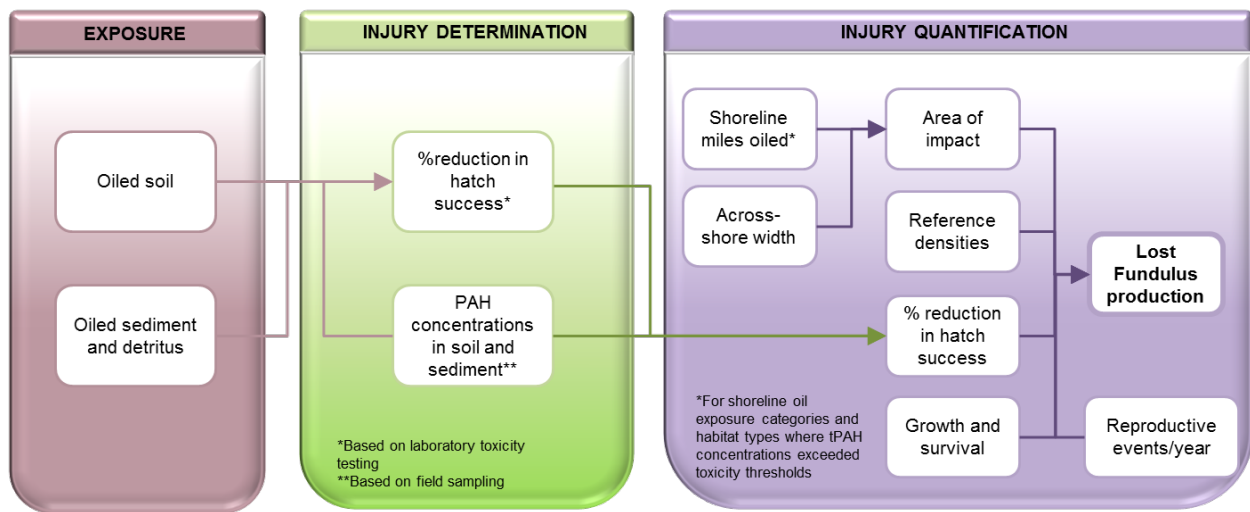 EXPOSURE
Oiled soil
Oiled sediment
and detritus
INJURY DETERMINATION
%reduction in
hatch
success*
PAH
concentrations
in soil and
sediment**
*Based on laboratory toxicity
testing
**Based on field sampling
INJURY QUANTIFICATION
Shoreline
miles oiled*
Across-
shore width
Area of
impact
Reference
densities
% reduction
in hatch
success
Growth and
survival
Lost
Fundulus
production
Reproductive
events/year
*For shoreline oil
exposure categories and
habitat types where tPAH
concentrations exceeded
toxicity thresholds